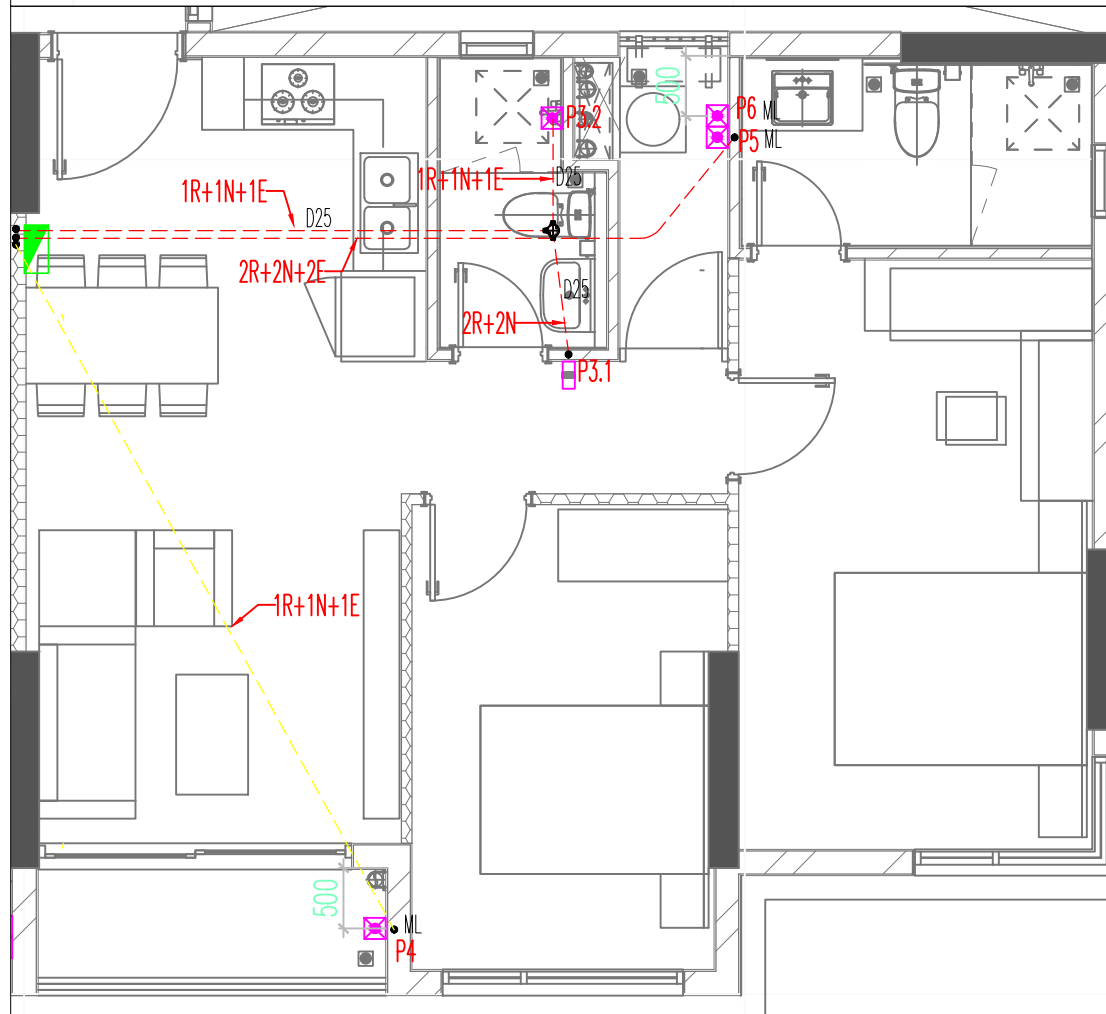 500
P3.2
P6 ML
P5 ML
1R+1N+1E
D25
1R+1N+1E
D25
2R+2N+2E
D25
2R+2N
P3.1
1R+1N+1E
500
ML
P4